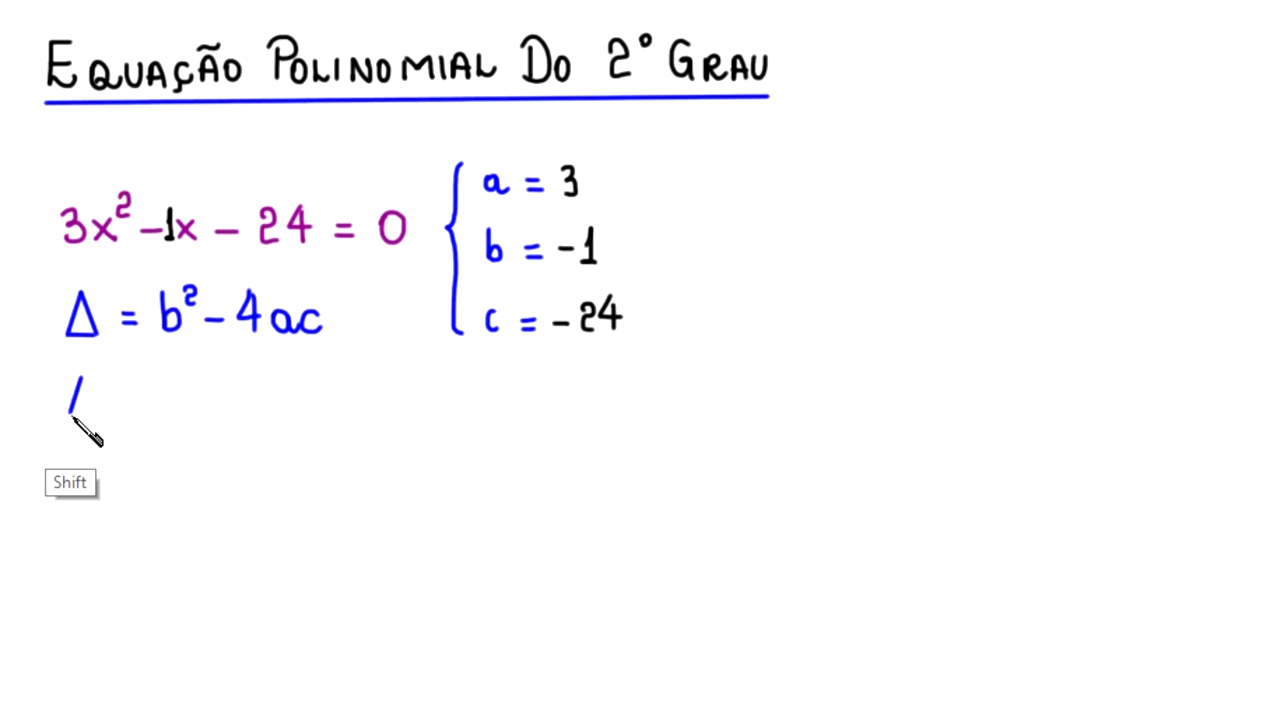 EQUAÇÃO POLINOMIAL DO 2° GRAU
3x² -1x - 24 = 0
a = 3
b = -1
c = -24
Δ = b² - 4ac
Shift